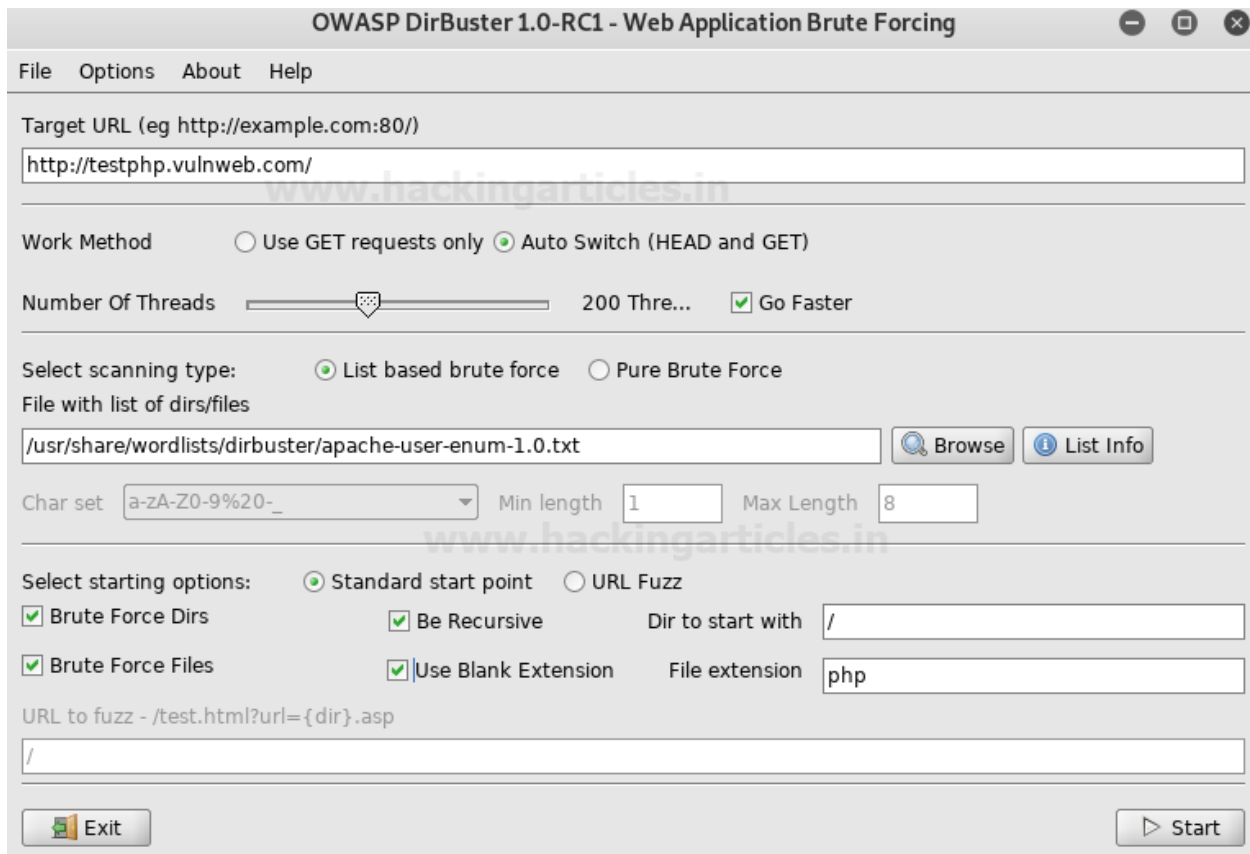 OWASP DirBuster 1.0-RC1 - Web Application Brute Forcing
File Options About Help
Target URL (eg http://example.com:80/)
http://testphp.vulnweb.com/
www.hackingarticles.in
Work Method Use GET requests only Auto Switch (HEAD and GET)
Number Of Threads 200 Thre... Go Faster
Select scanning type: List based brute force Pure Brute Force
File with list of dirs/files
/usr/share/wordlists/dirbuster/apache-user-enum-1.0.txt Browse List Info
Char set a-zA-Z0-9%20-_ Min length 1 Max Length 8
www.hackingarticles.in
Select starting options: Standard start point URL Fuzz
Brute Force Dirs Be Recursive Dir to start with /
Brute Force Files Use Blank Extension File extension php
URL to fuzz - /test.html?url={dir}.asp
/
Exit Start